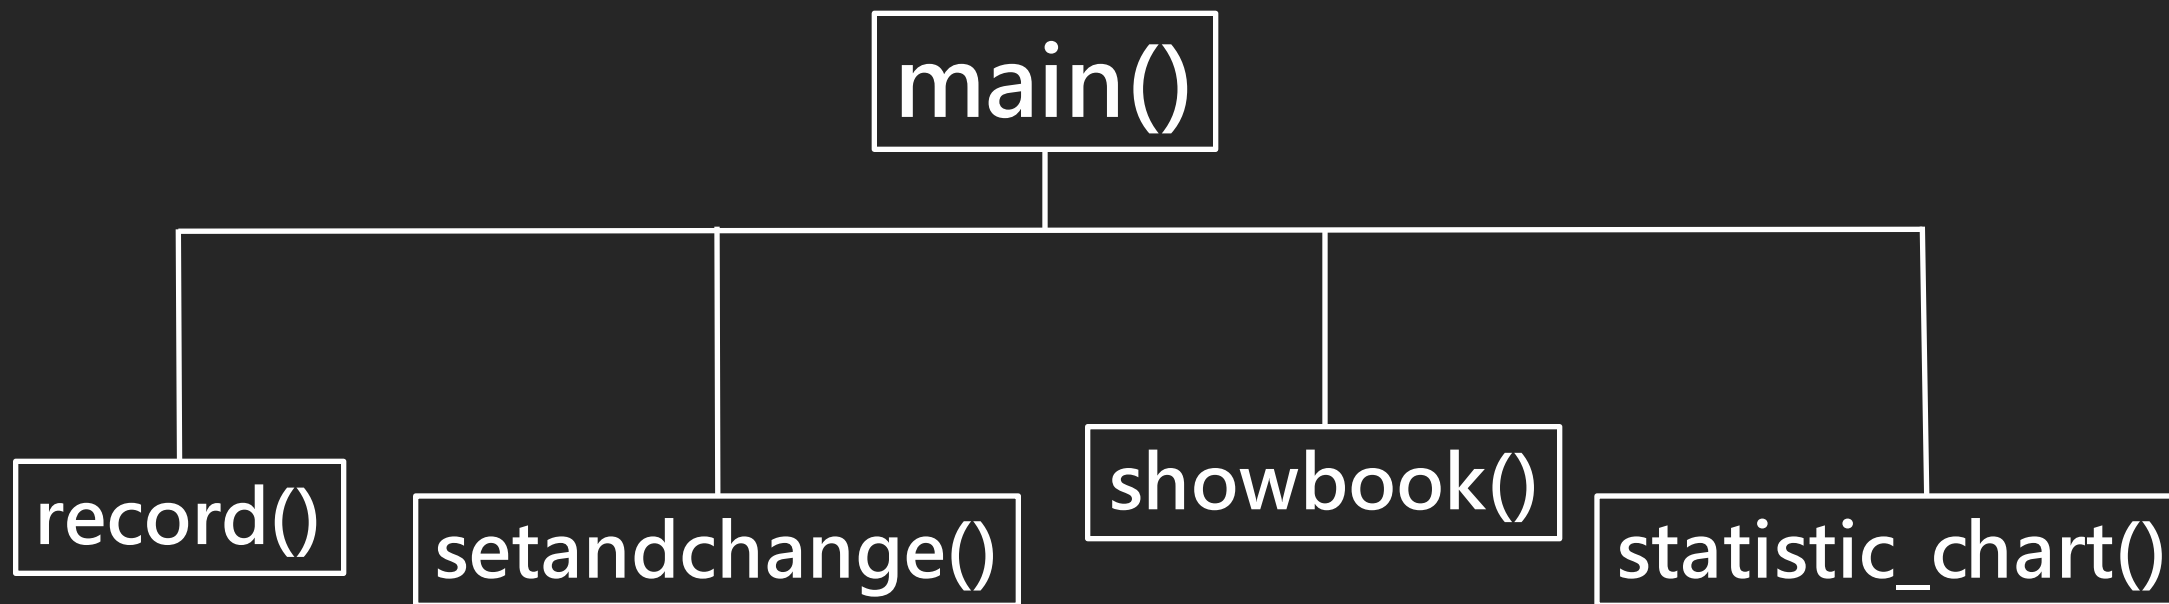 main()
record()
setandchange()
showbook()
statistic_chart()